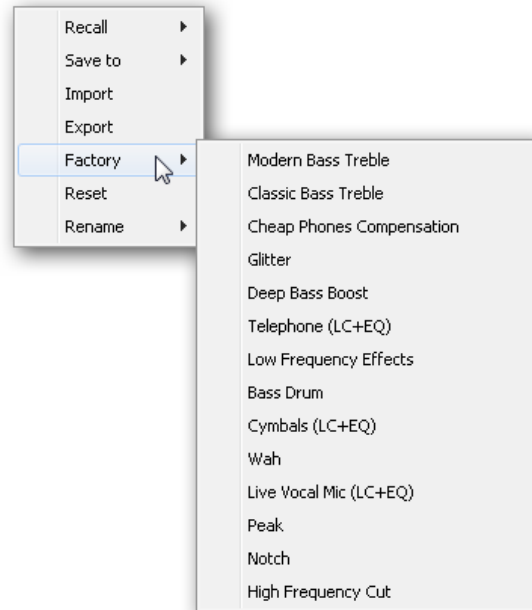 Recall
Save to
Import
Export
Factory
Reset
Rename
Modern Bass Treble
Classic Bass Treble
Cheap Phones Compensation
Glitter
Deep Bass Boost
Telephone (LC+EQ)
Low Frequency Effects
Bass Drum
Cymbals (LC+EQ)
Wah
Live Vocal Mic (LC+EQ)
Peak
Notch
High Frequency Cut